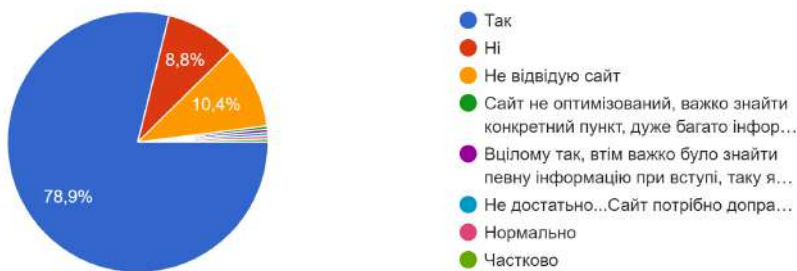 8,8%
10,4%
78,9%
Так
Ні
Не відвідую сайт
Сайт не оптимізований, важко знайти
конкретний пункт, дуже багато інфор…
Вцілому так, втім важко було знайти
певну інформацію при вступі, таку я…
Не достатьно...Сайт потрібно допра…
Нормально
Частково